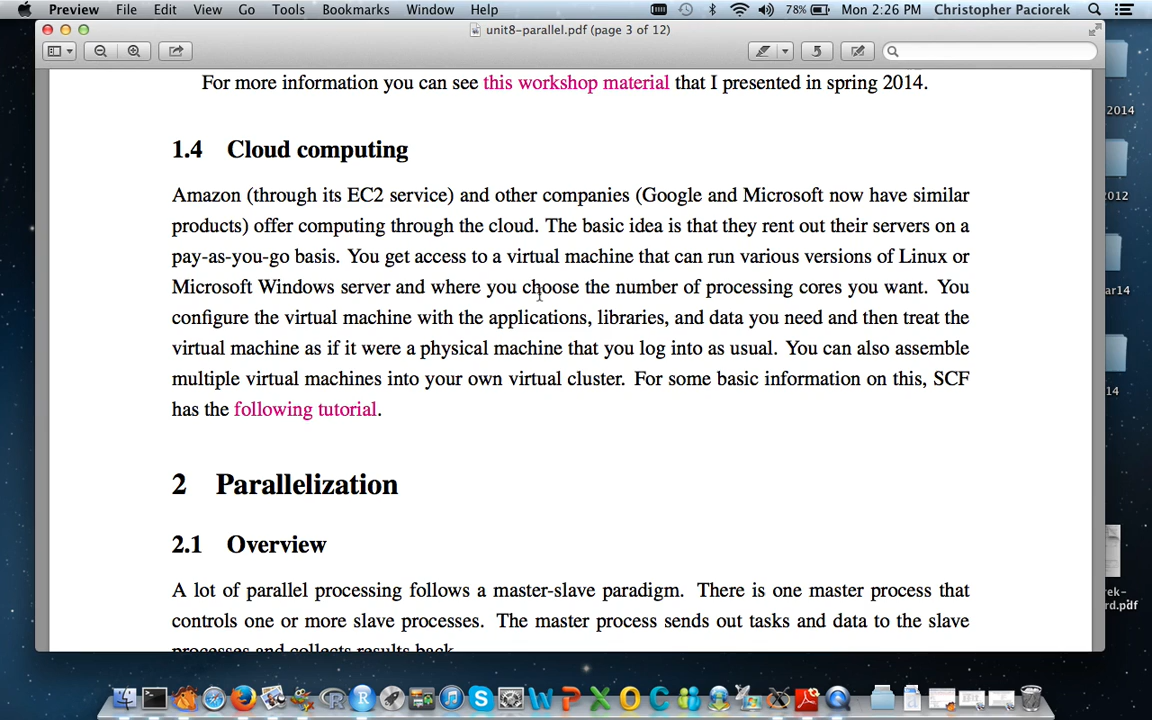 Preview File Edit View Go Tools Bookmarks Window Help 78% Mon 2:26 PM Christopher Paciorek
unit8-parallel.pdf (page 3 of 12)
For more information you can see this workshop material that I presented in spring 2014.
1.4 Cloud computing
Amazon (through its EC2 service) and other companies (Google and Microsoft now have similar
products) offer computing through the cloud. The basic idea is that they rent out their servers on a
pay-as-you-go basis. You get access to a virtual machine that can run various versions of Linux or
Microsoft Windows server and where you choose the number of processing cores you want. You
configure the virtual machine with the applications, libraries, and data you need and then treat the
virtual machine as if it were a physical machine that you log into as usual. You can also assemble
multiple virtual machines into your own virtual cluster. For some basic information on this, SCF
has the following tutorial.
2 Parallelization
2.1 Overview
A lot of parallel processing follows a master-slave paradigm. There is one master process that
controls one or more slave processes. The master process sends out tasks and data to the slave
processes and collects results back.
2014
2012
ar14
14
rek-
rd.pdf